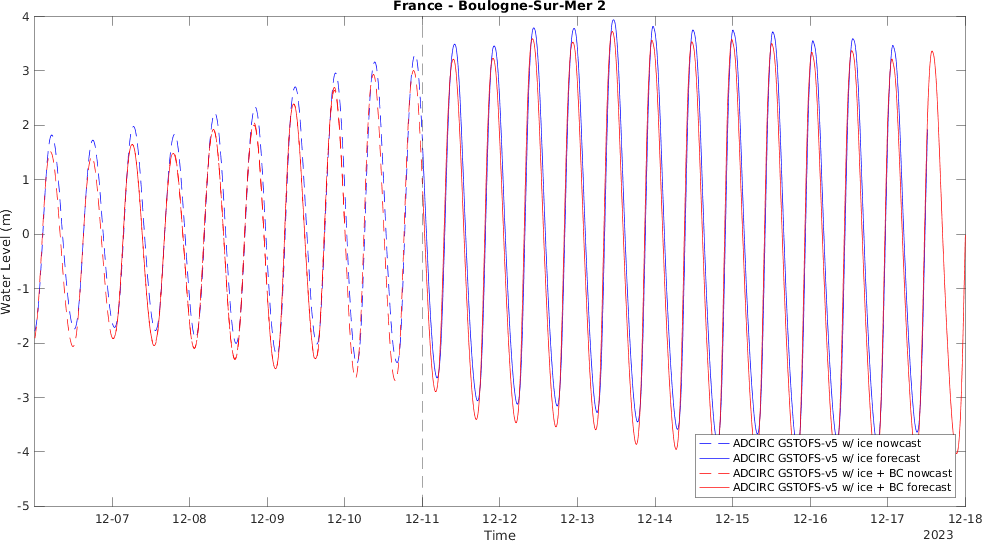 France - Boulogne-Sur-Mer 2
4
3
2
1
0
-1
-2
-3
-4
-5
Water Level (m)
ADCIRC GSTOFS-v5 w/ ice nowcast
ADCIRC GSTOFS-v5 w/ ice forecast
ADCIRC GSTOFS-v5 w/ ice + BC nowcast
ADCIRC GSTOFS-v5 w/ ice + BC forecast
12-07 12-08 12-09 12-10 12-11 12-12 12-13 12-14 12-15 12-16 12-17 12-18
Time
2023